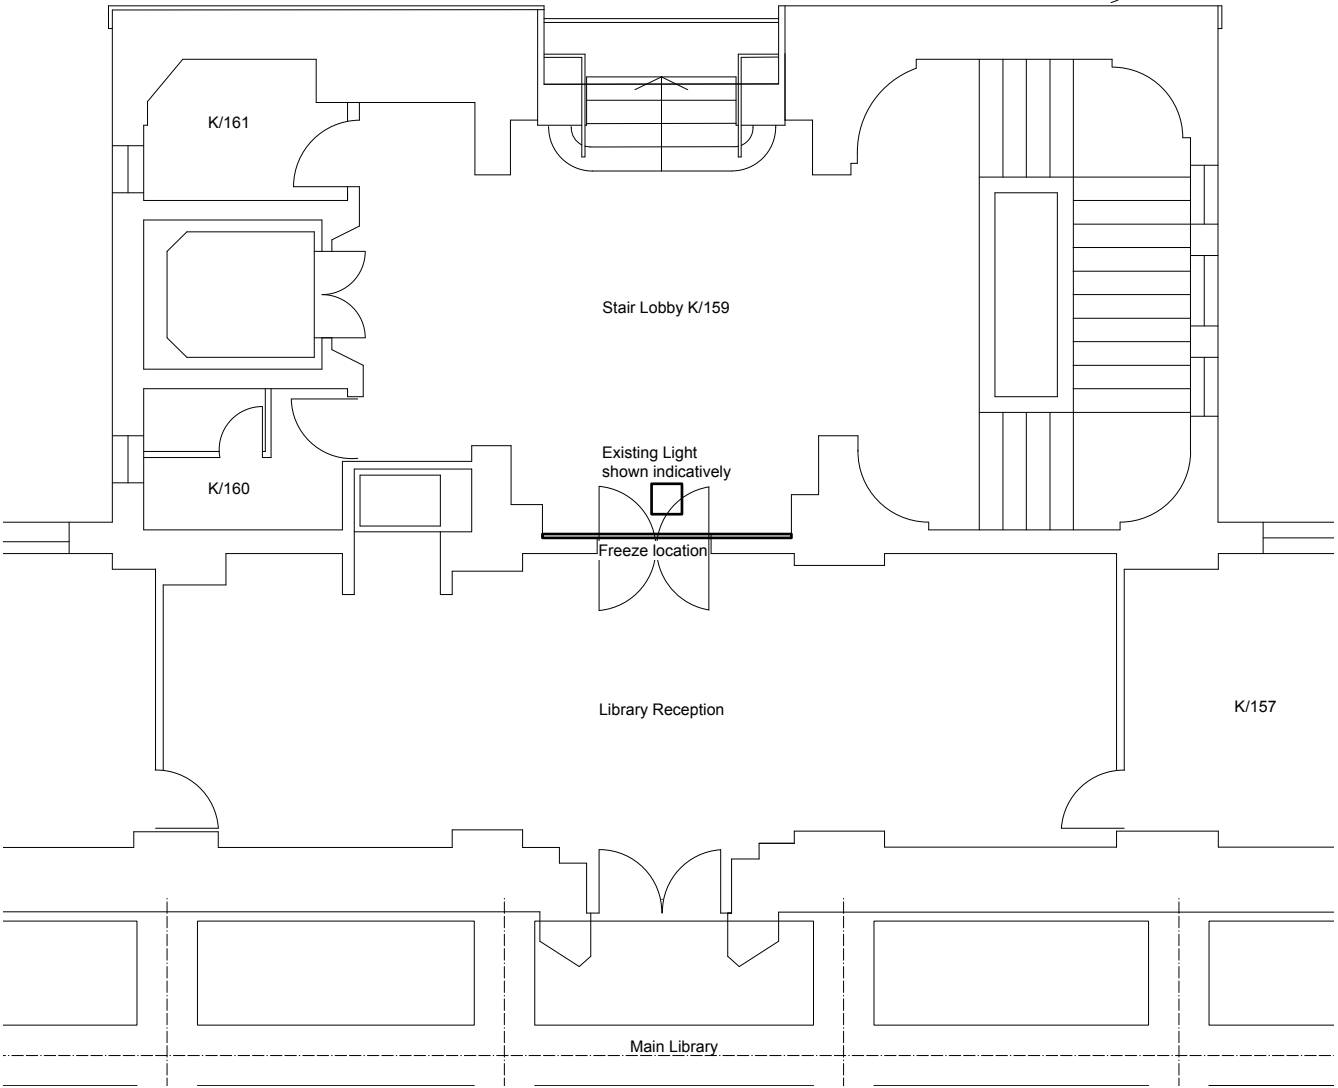 K/161
Stair Lobby K/159
Existing Light
shown indicatively
K/160
Freeze location
Library Reception
K/157
Main Library